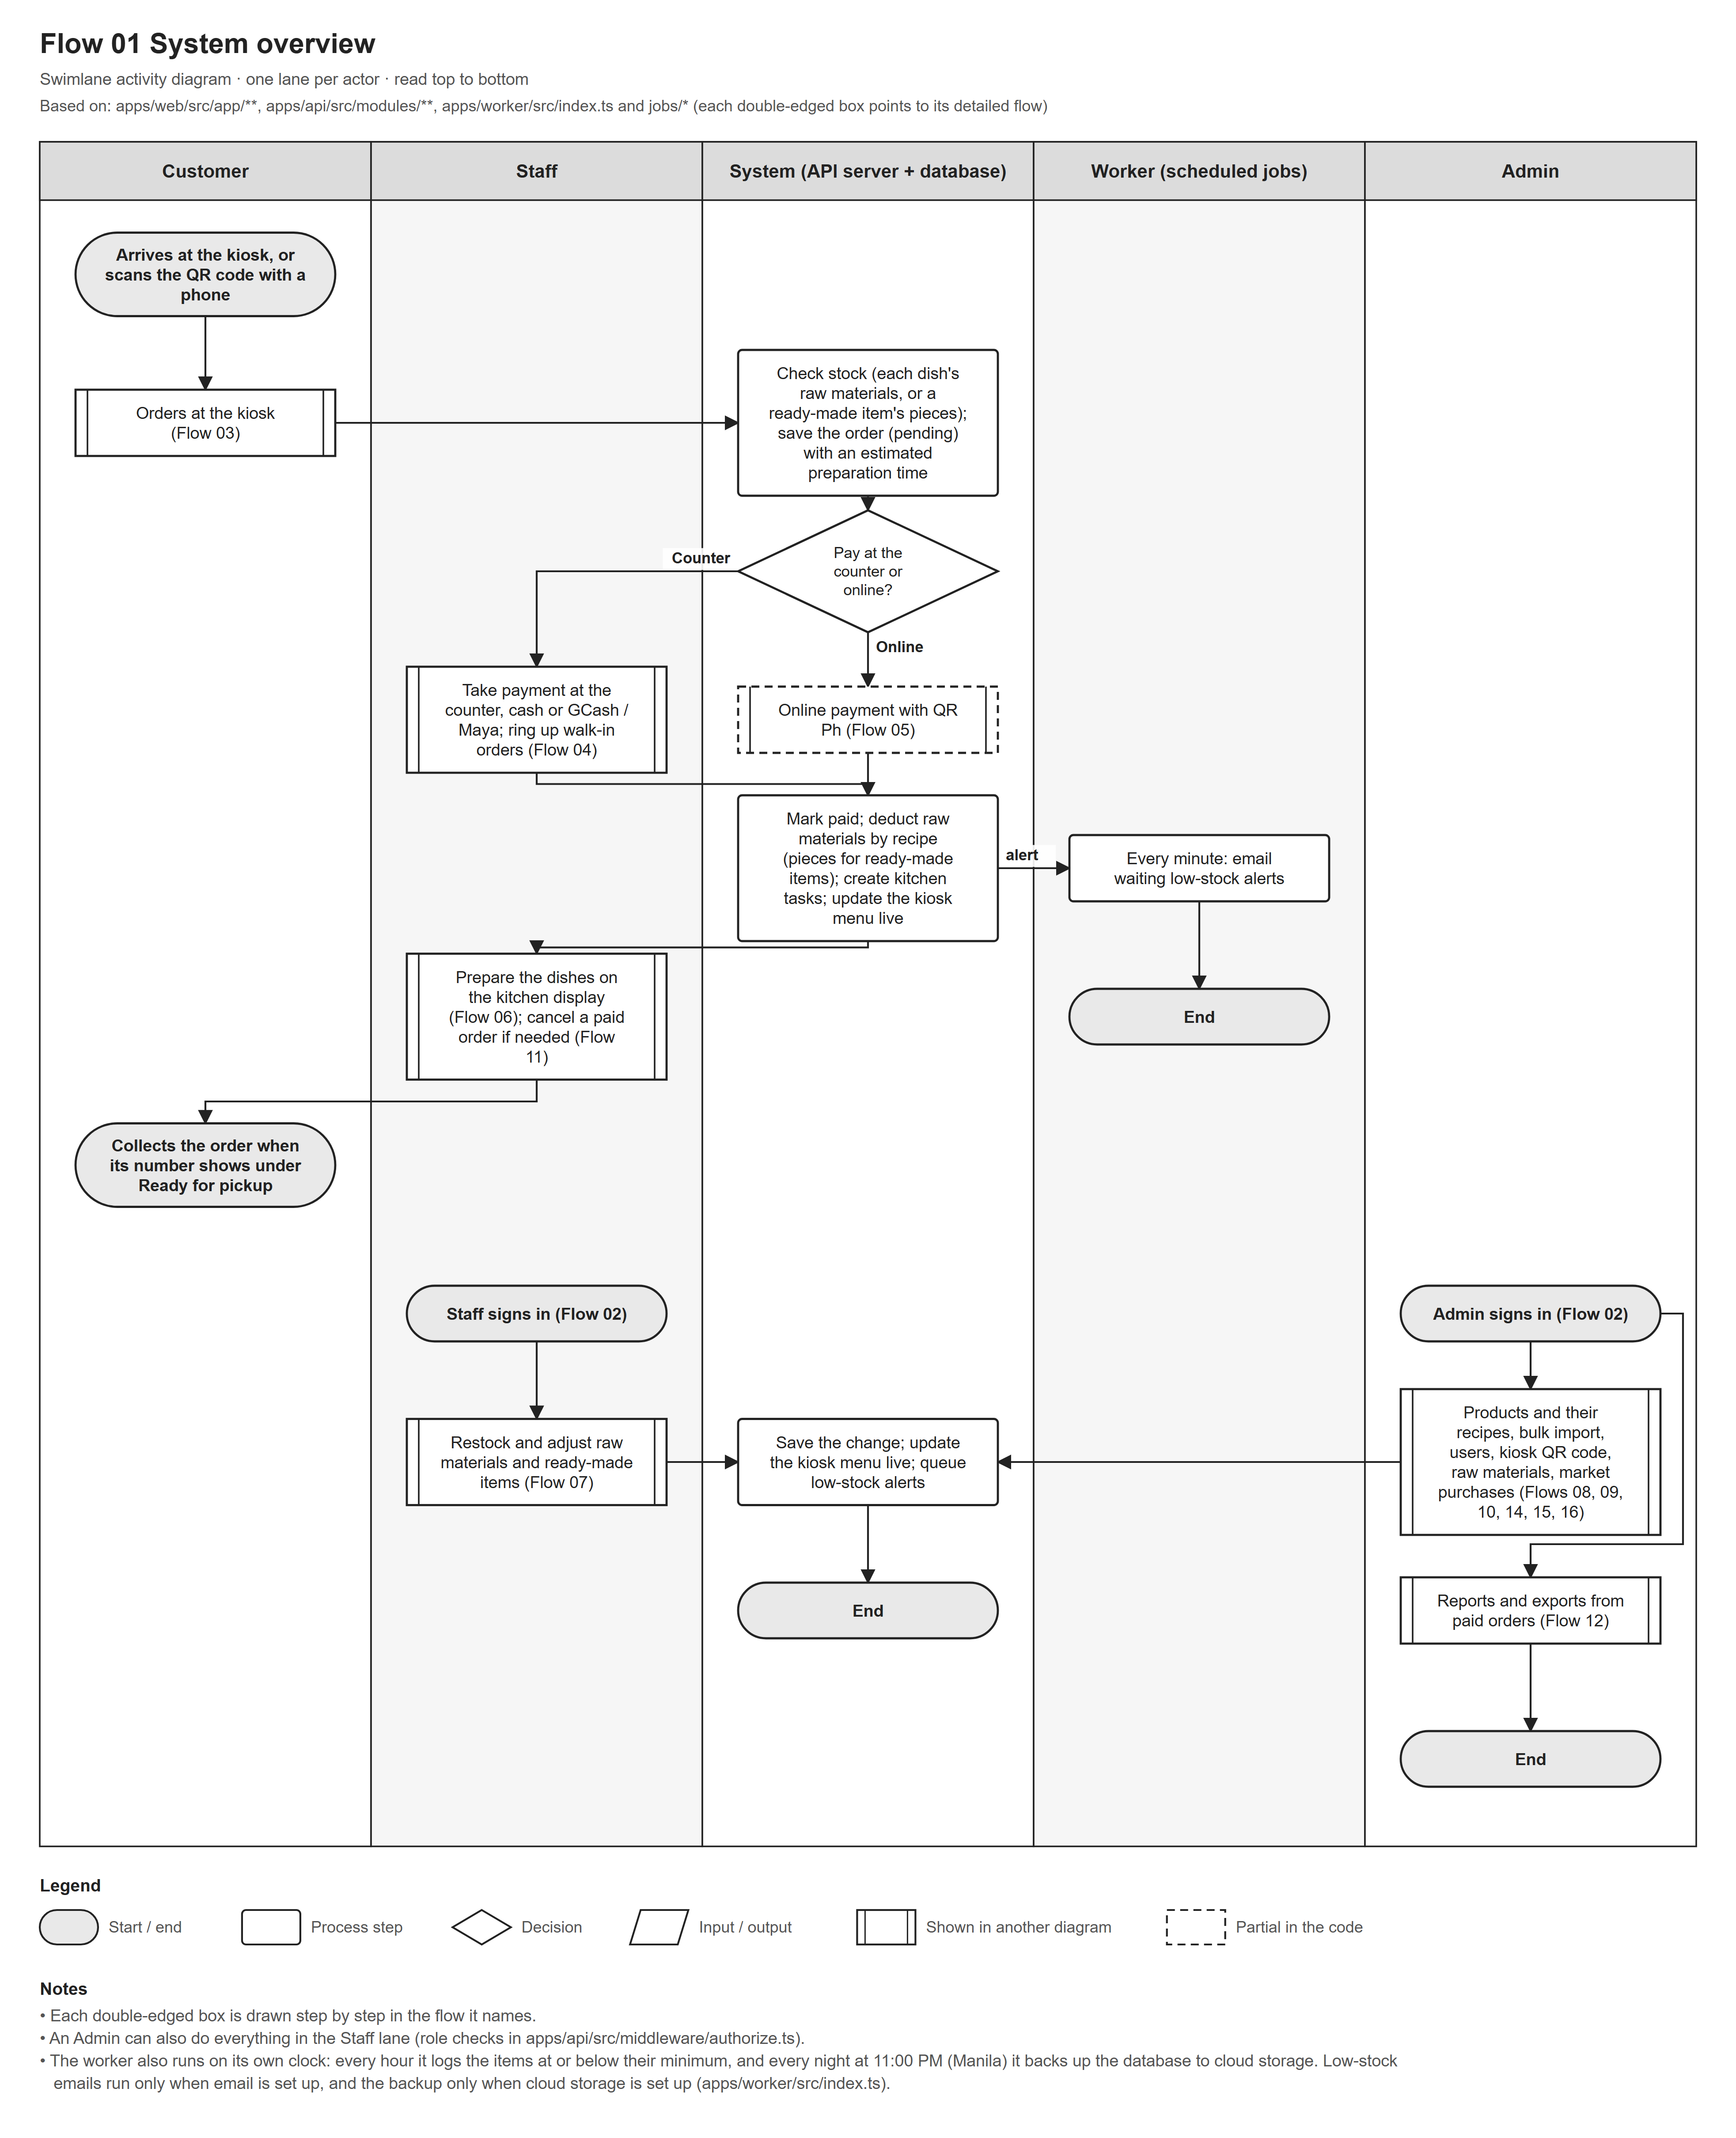 Flow 01 System overview
Swimlane activity diagram · one lane per actor · read top to bottom
Based on: apps/web/src/app/**, apps/api/src/modules/**, apps/worker/src/index.ts and jobs/* (each double-edged box points to its detailed flow)
Customer
Staff
System (API server + database)
Worker (scheduled jobs)
Admin
Arrives at the kiosk, or
scans the QR code with a
phone
Orders at the kiosk
(Flow 03)
Check stock (each dish's
raw materials, or a
ready-made item's pieces);
save the order (pending)
with an estimated
preparation time
Pay at the
counter or
online?
Counter
Online
Take payment at the
counter, cash or GCash /
Maya; ring up walk-in
orders (Flow 04)
Online payment with QR
Ph (Flow 05)
Mark paid; deduct raw
materials by recipe
(pieces for ready-made
items); create kitchen
tasks; update the kiosk
menu live
alert
Every minute: email
waiting low-stock alerts
End
Prepare the dishes on
the kitchen display
(Flow 06); cancel a paid
order if needed (Flow
11)
Collects the order when
its number shows under
Ready for pickup
Staff signs in (Flow 02)
Admin signs in (Flow 02)
Restock and adjust raw
materials and ready-made
items (Flow 07)
Save the change; update
the kiosk menu live; queue
low-stock alerts
Products and their
recipes, bulk import,
users, kiosk QR code,
raw materials, market
purchases (Flows 08, 09,
10, 14, 15, 16)
End
Reports and exports from
paid orders (Flow 12)
End
Legend
Start / end
Process step
Decision
Input / output
Shown in another diagram
Partial in the code
Notes
• Each double-edged box is drawn step by step in the flow it names.
• An Admin can also do everything in the Staff lane (role checks in apps/api/src/middleware/authorize.ts).
• The worker also runs on its own clock: every hour it logs the items at or below their minimum, and every night at 11:00 PM (Manila) it backs up the database to cloud storage. Low-stock
emails run only when email is set up, and the backup only when cloud storage is set up (apps/worker/src/index.ts).